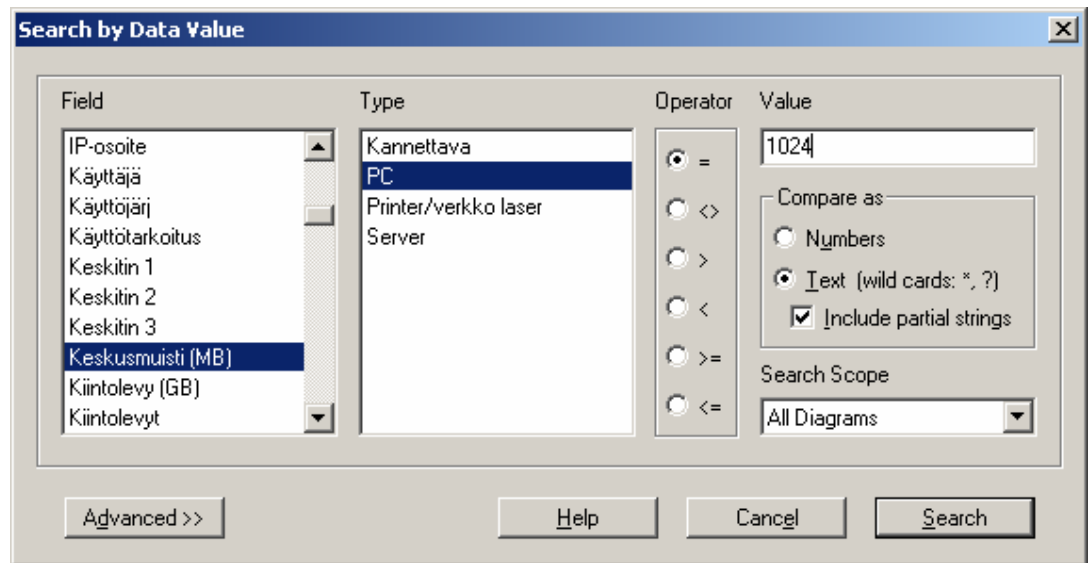 Search by Data Value
Field
IP-osoite
Käyttäjä
Käyttöjärj
Käyttötarkoitus
Keskitin 1
Keskitin 2
Keskitin 3
Keskusmuisti (MB)
Kiintolevy (GB)
Kiintolevyt
Type
Kannettava
PC
Printer/verkko laser
Server
Operator
=
<>
>
<
>=
<=
Value
1024
Compare as
Numbers
Text (wild cards: *, ?)
Include partial strings
Search Scope
All Diagrams
Advanced >>
Help
Cancel
Search